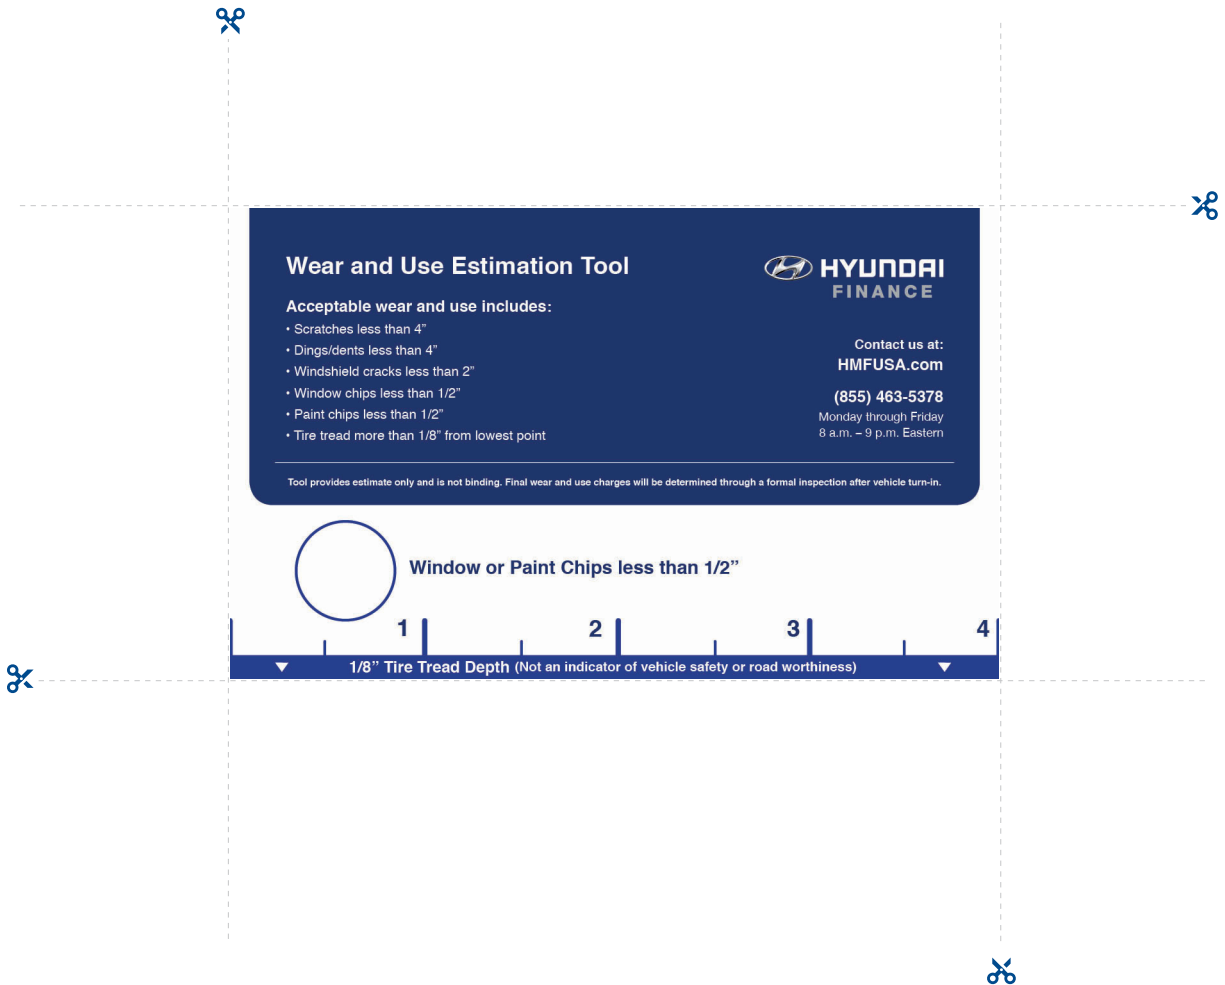 Wear and Use Estimation Tool
HYUNDAI
FINANCE
Acceptable wear and use includes:
• Scratches less than 4”
• Dings/dents less than 4”
• Windshield cracks less than 2”
• Window chips less than 1/2”
• Paint chips less than 1/2”
• Tire tread more than 1/8” from lowest point
Contact us at:
HMFUSA.com
(855) 463-5378
Monday through Friday
8 a.m. – 9 p.m. Eastern
Tool provides estimate only and is not binding. Final wear and use charges will be determined through a formal inspection after vehicle turn-in.
Window or Paint Chips less than 1/2”
1 2 3 4
1/8” Tire Tread Depth (Not an indicator of vehicle safety or road worthiness)